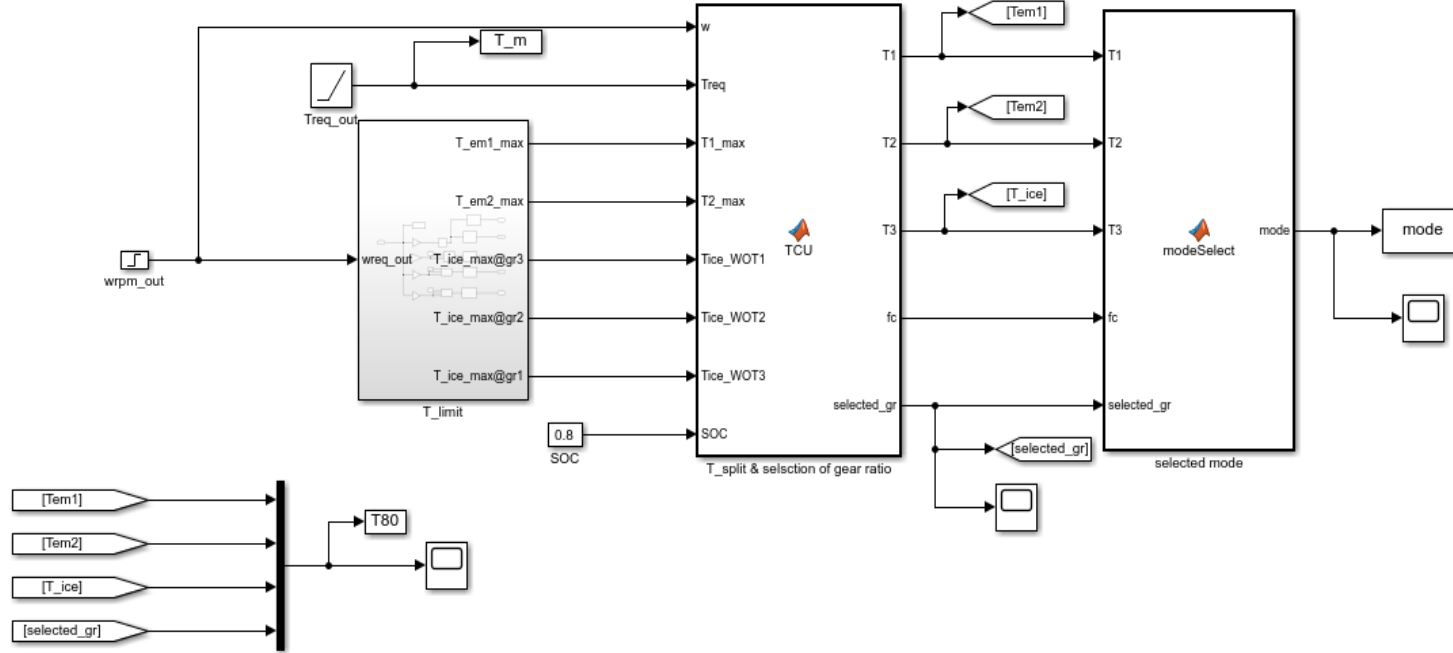 [Tem1]
T_m
w
T1
T1
Treq
Treq_out
[Tem2]
T_em1_max
T1_max
T2
T2
T_em2_max
T2_max
[T_ice]
TCU
T3
T3
modeSelect
mode
mode
wreq_out
T_ice_max@gr3
Tice_WOT1
wrpm_out
T_ice_max@gr2
Tice_WOT2
fc
fc
T_ice_max@gr1
Tice_WOT3
T_limit
selected_gr
selected_gr
0.8
SOC
SOC
[selected_gr]
T_split & selsction of gear ratio
selected mode
[Tem1]
T80
[Tem2]
[T_ice]
[selected_gr]